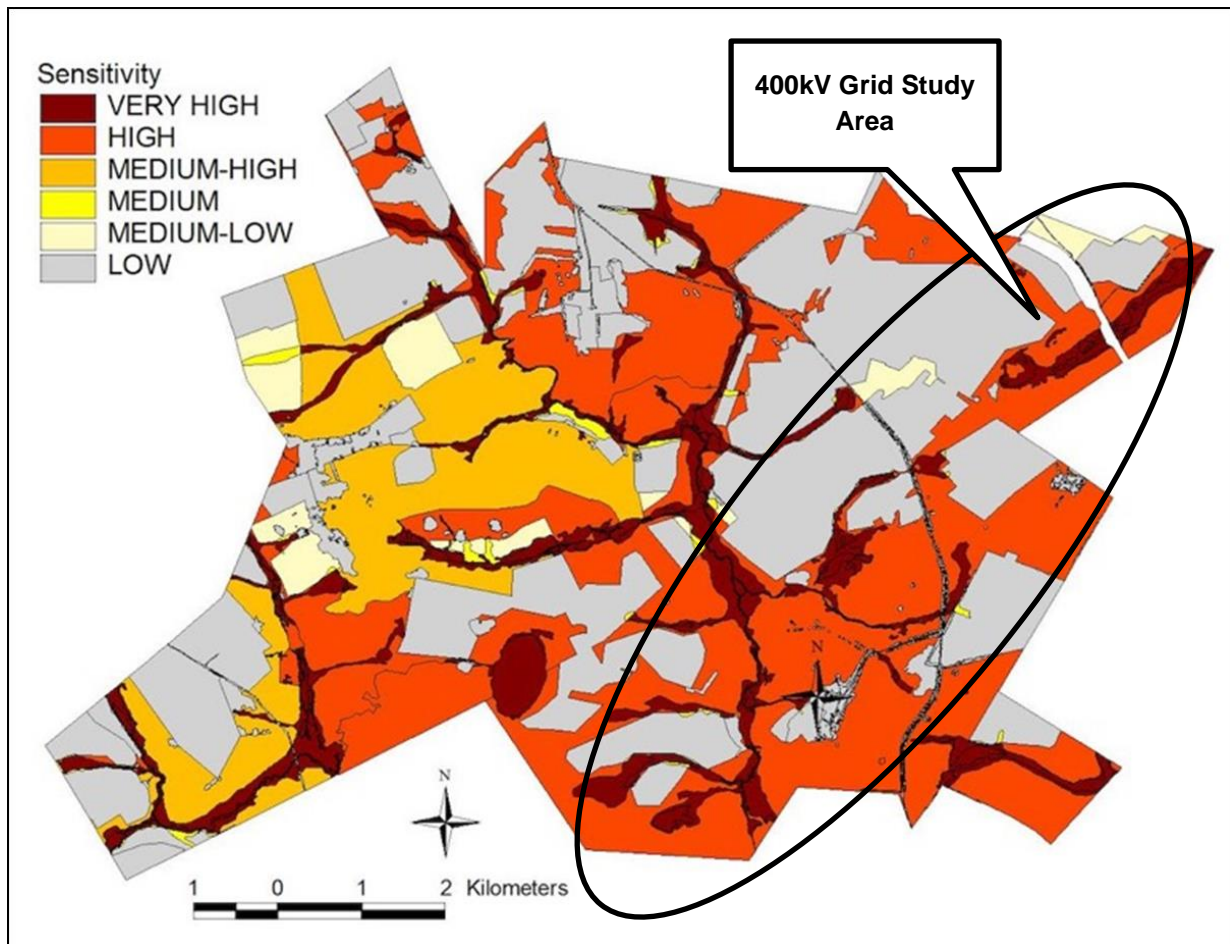 Sensitivity
VERY HIGH
HIGH
MEDIUM-HIGH
MEDIUM
MEDIUM-LOW
LOW
400kV Grid Study
Area
N
N
1 0 1 2 Kilometers